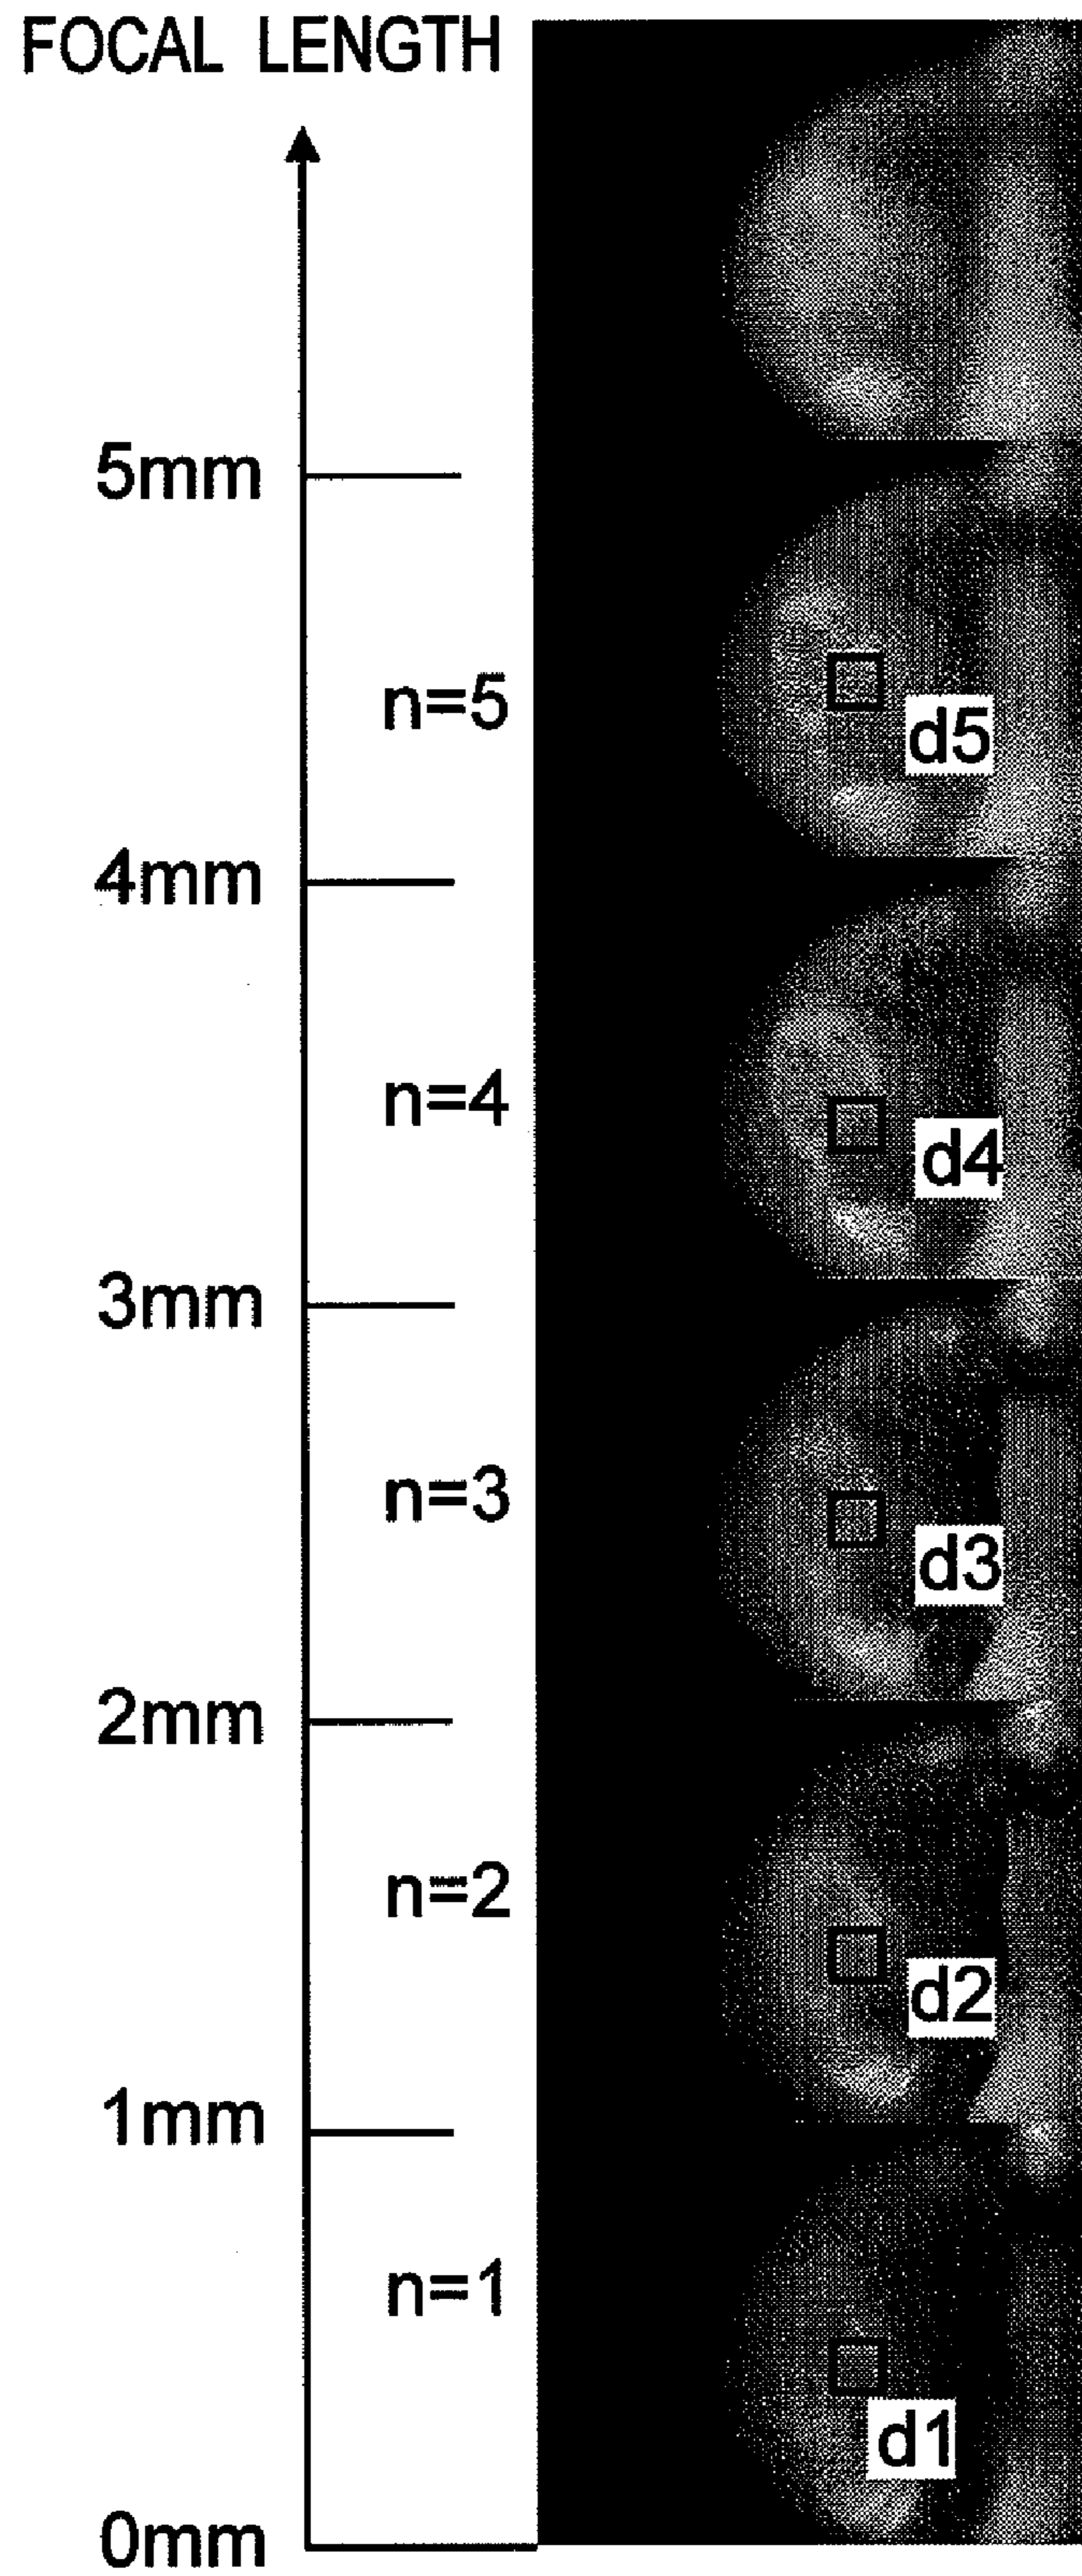 FOCAL LENGTH
5mm
n=5
d5
4mm
n=4
d4
3mm
n=3
d3
2mm
n=2
d2
1mm
n=1
d1
0mm